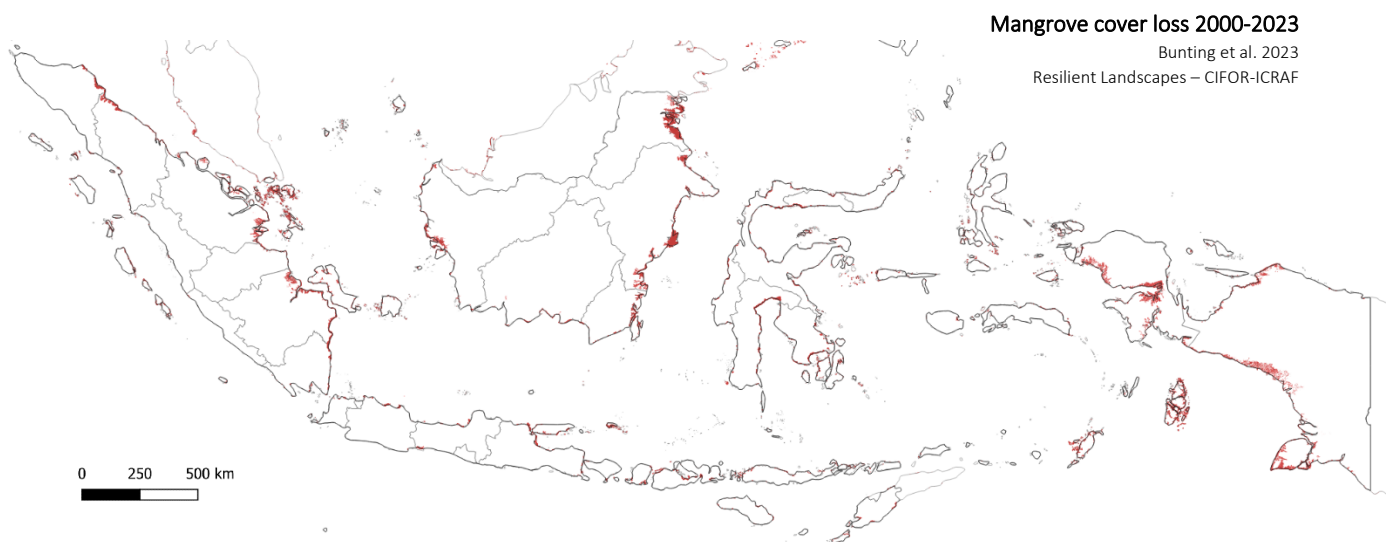 Mangrove cover loss 2000-2023
Bunting et al. 2023
Resilient Landscapes – CIFOR-ICRAF
0 250 500 km